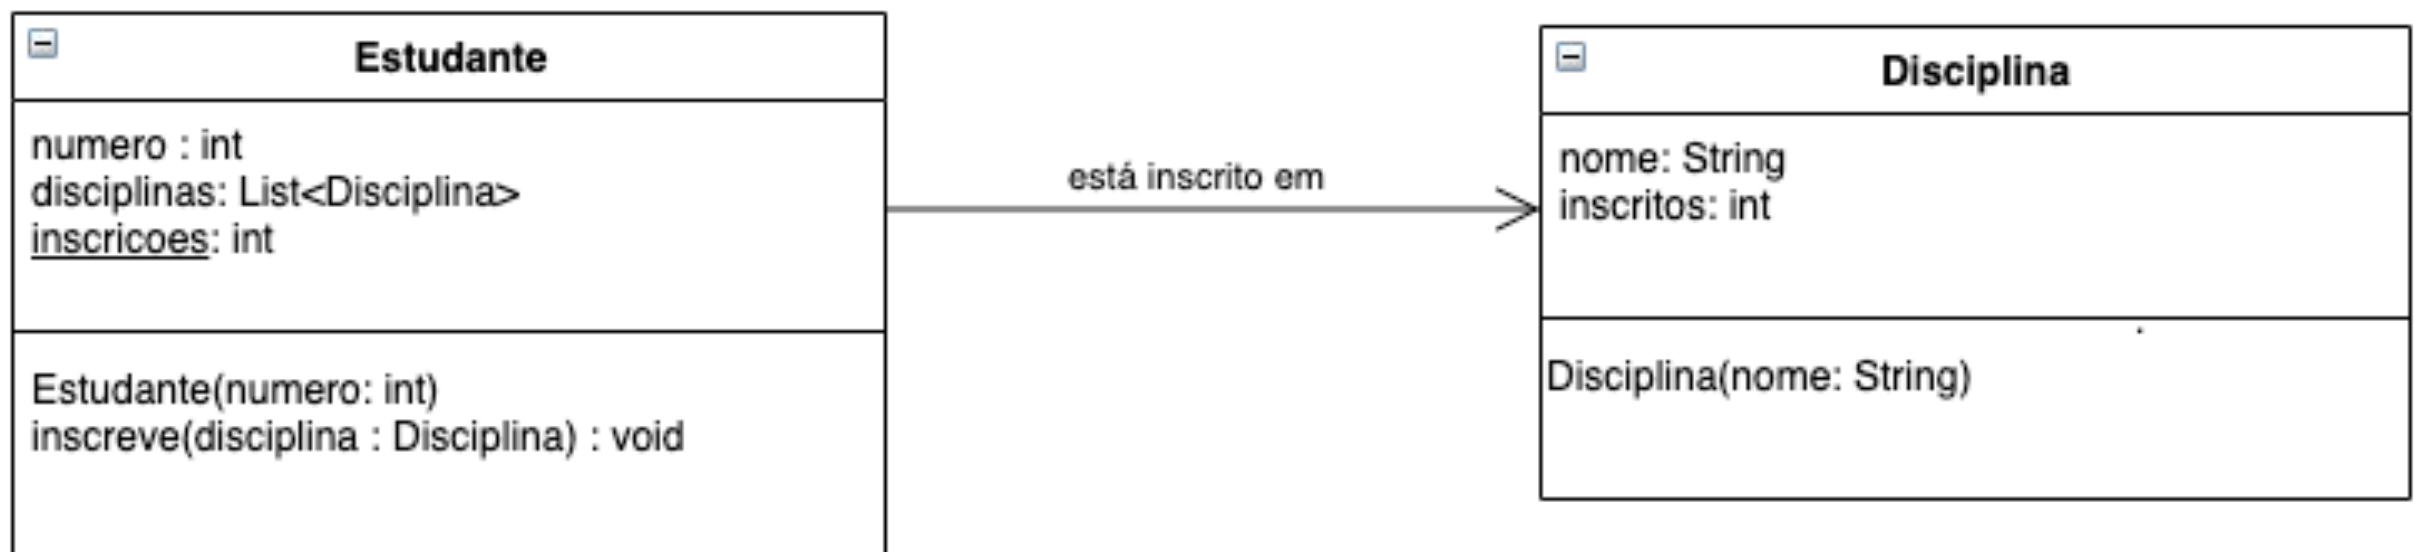 Estudante
numero : int
disciplinas: List<Disciplina>
inscricoes: int
Estudante(numero: int)
inscreve(disciplina : Disciplina) : void
está inscrito em
Disciplina
nome: String
inscritos: int
Disciplina(nome: String)